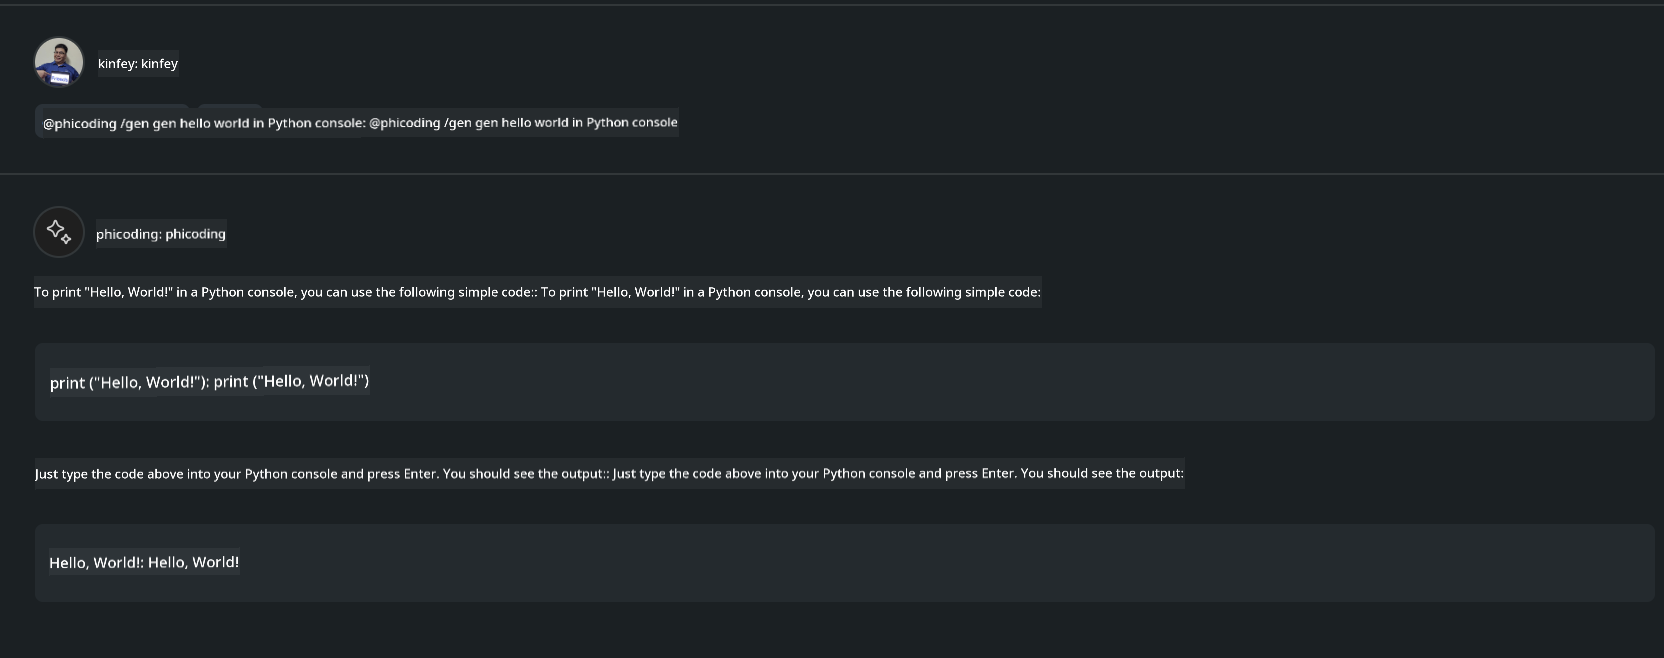 kinfey: kinfey
@phicoding /gen gen hello world in Python console: @phicoding /gen gen hello world in Python console
phicoding: phicoding
To print "Hello, World!" in a Python console, you can use the following simple code:: To print "Hello, World!" in a Python console, you can use the following simple code:
print ("Hello, World!"): print ("Hello, World!")
Just type the code above into your Python console and press Enter. You should see the output:: Just type the code above into your Python console and press Enter. You should see the output:
Hello, World!: Hello, World!